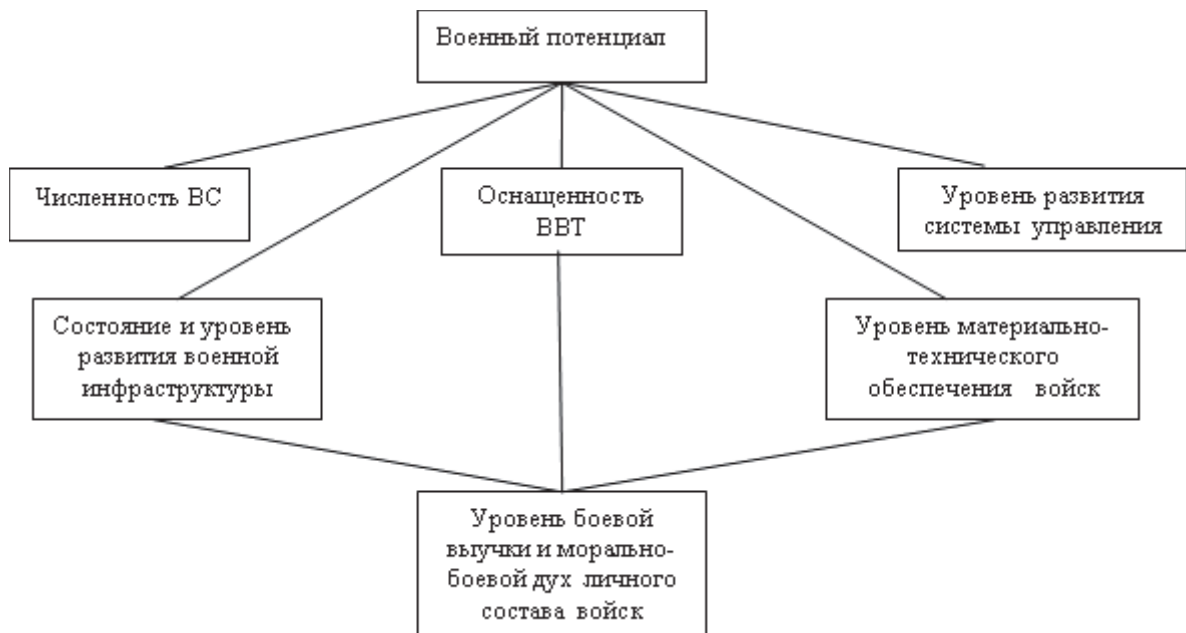 Военный потенциал
Численность ВС
Оснащенность
ВВТ
Уровень развития
системы управления
Состояние и уровень
развития военной
инфраструктуры
Уровень материально-
технического
обеспечения войск
Уровень боевой
выучки и морально-
боевой дух личного
состава войск